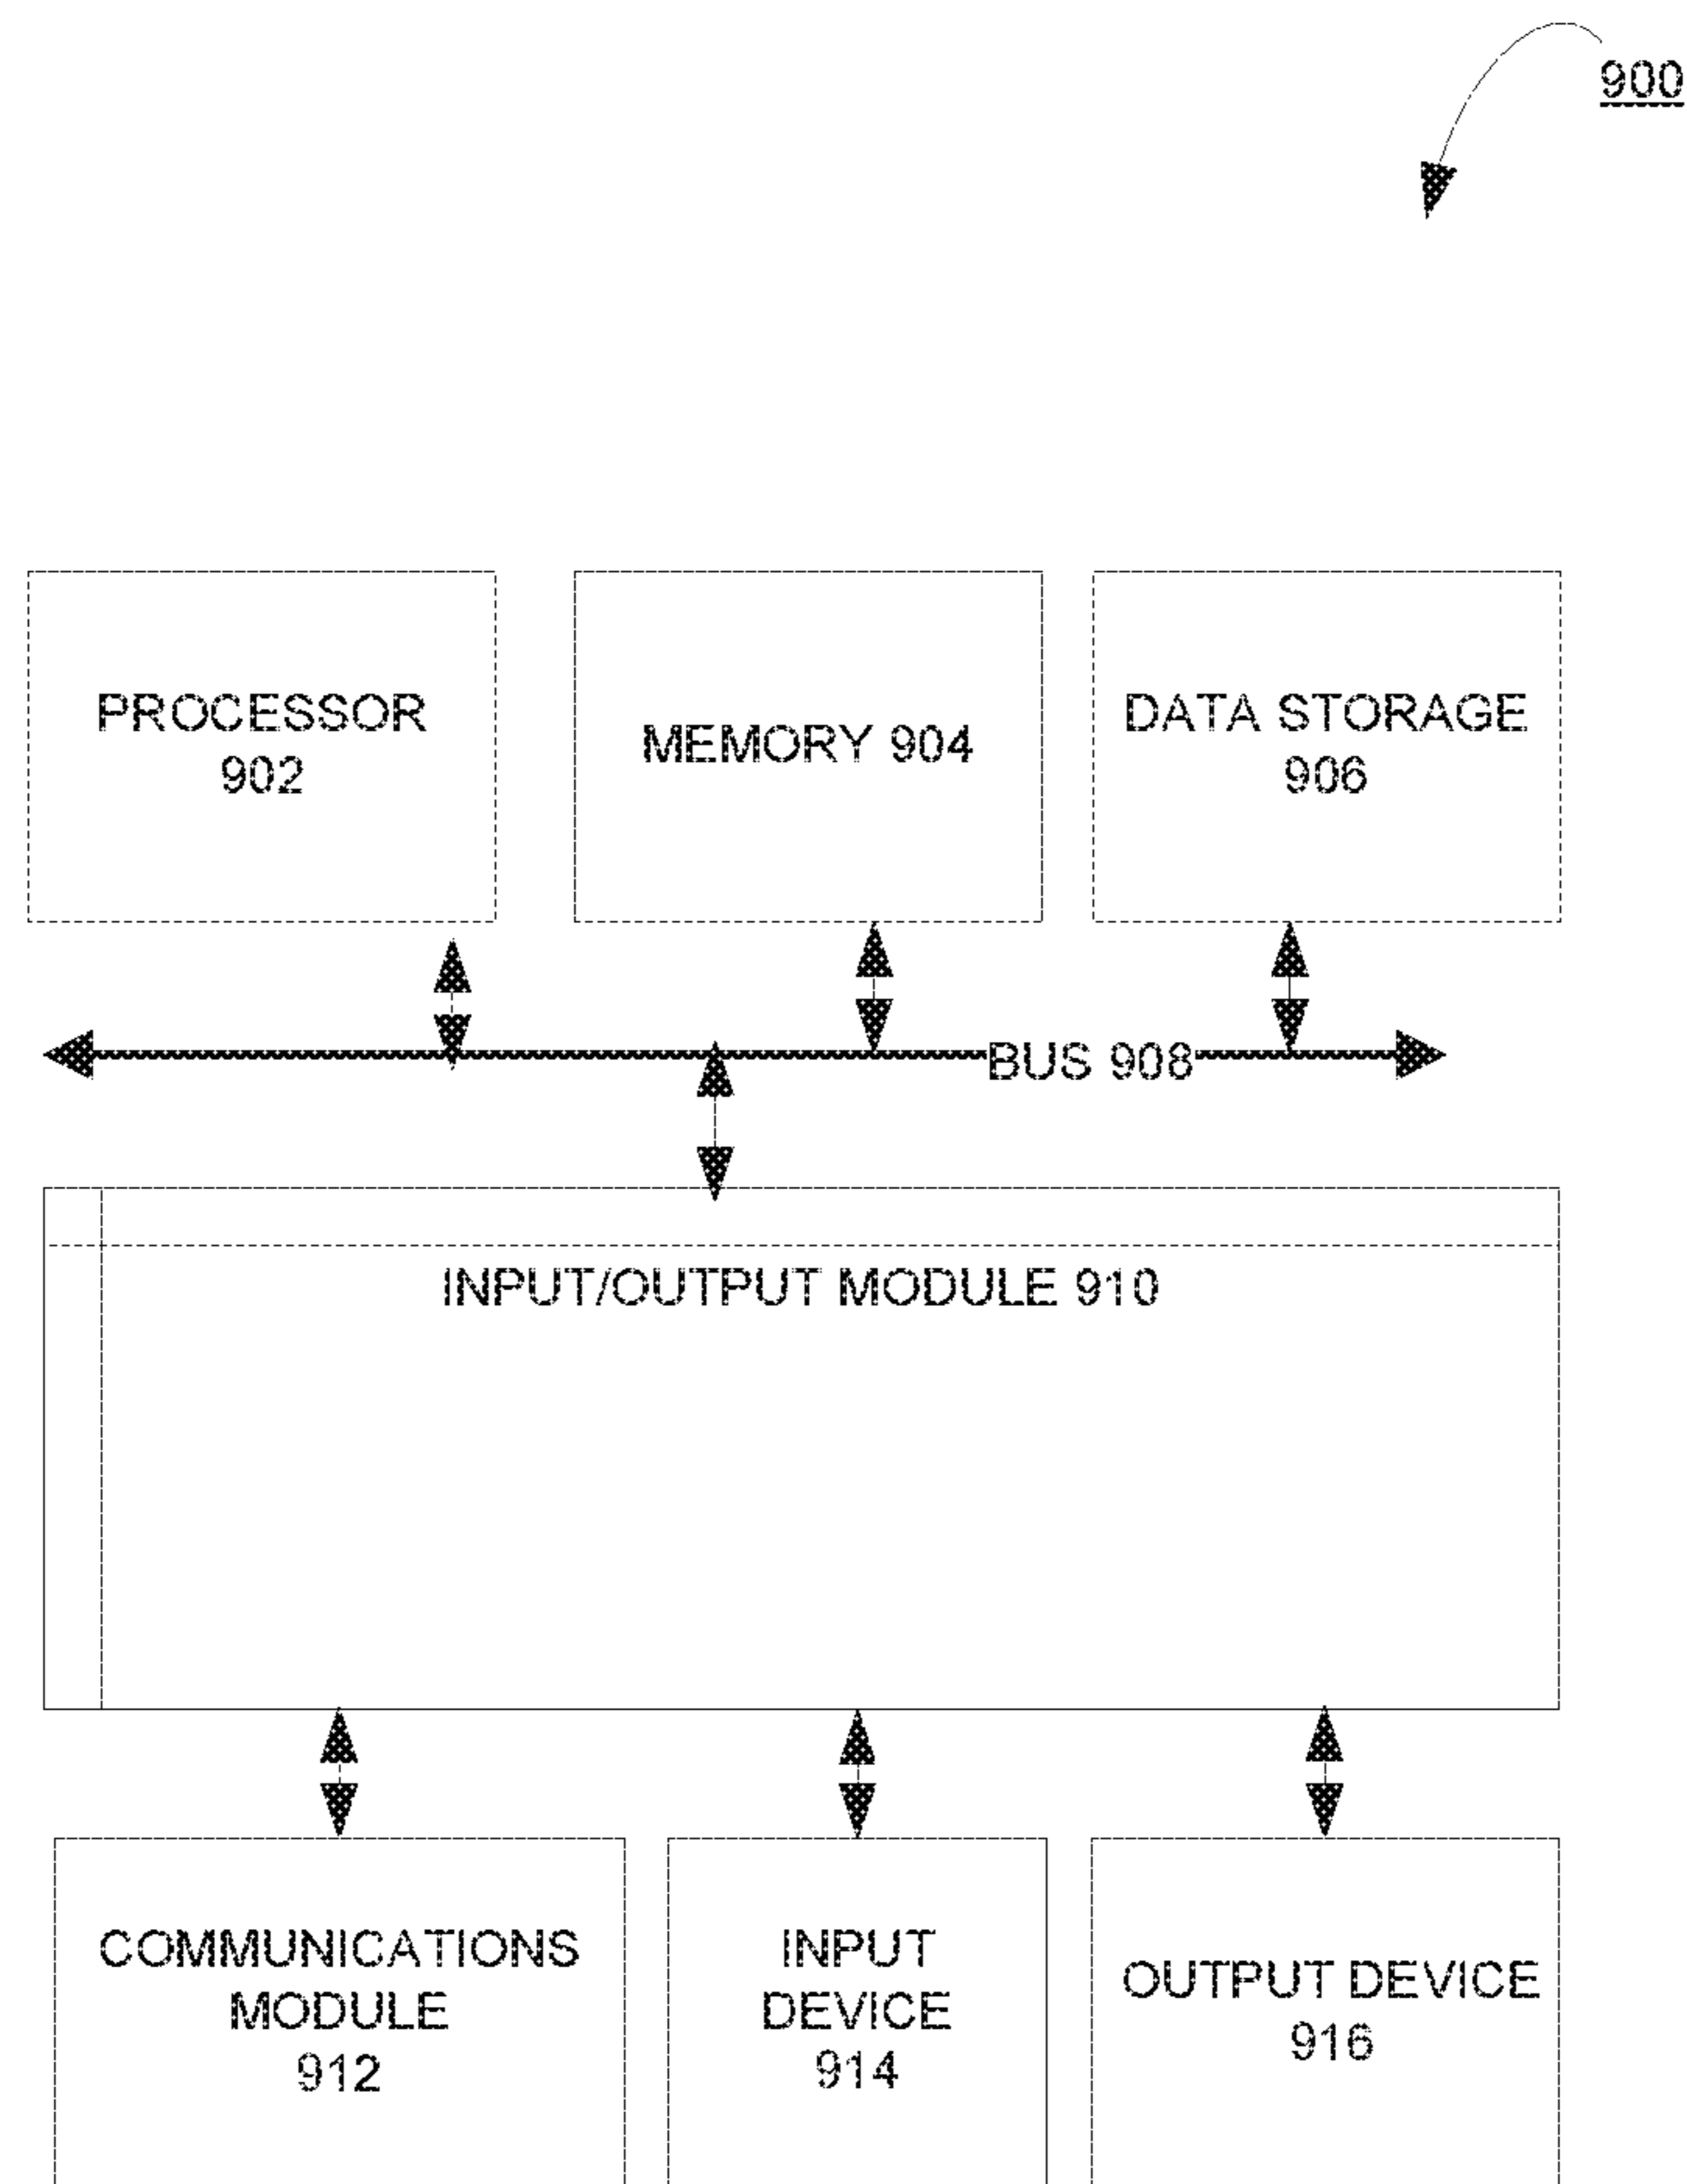 900
PROCESSOR
902
MEMORY 904
DATA STORAGE
906
BUS 908
INPUT/OUTPUT MODULE 910
COMMUNICATIONS
MODULE
912
INPUT
DEVICE
914
OUTPUT DEVICE
916